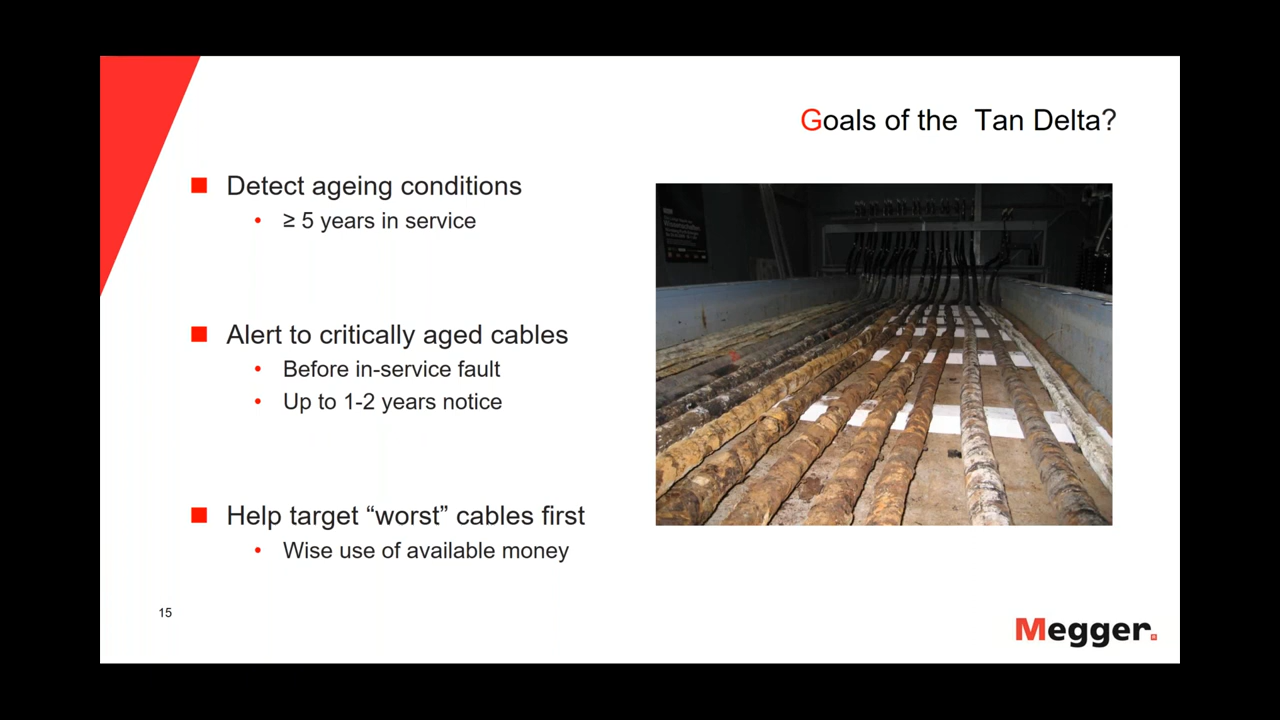 Goals of the  Tan Delta?
■ Detect ageing conditions
• ≥ 5 years in service
■ Alert to critically aged cables
• Before in-service fault
• Up to 1-2 years notice
■ Help target “worst” cables first
• Wise use of available money
15
Megger.